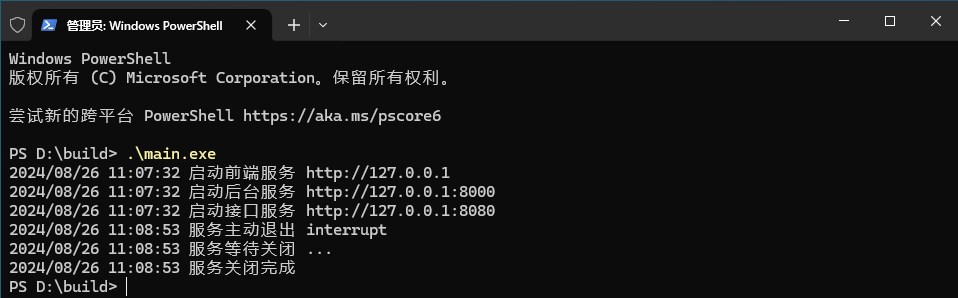 管理员: Windows PowerShell
Windows PowerShell
版权所有 (C) Microsoft Corporation。保留所有权利。
尝试新的跨平台 PowerShell https://aka.ms/pscore6
PS D:\build> .\main.exe
2024/08/26 11:07:32 启动前端服务 http://127.0.0.1
2024/08/26 11:07:32 启动后台服务 http://127.0.0.1:8000
2024/08/26 11:07:32 启动接口服务 http://127.0.0.1:8080
2024/08/26 11:08:53 服务主动退出 interrupt
2024/08/26 11:08:53 服务等待关闭 ...
2024/08/26 11:08:53 服务关闭完成
PS D:\build>